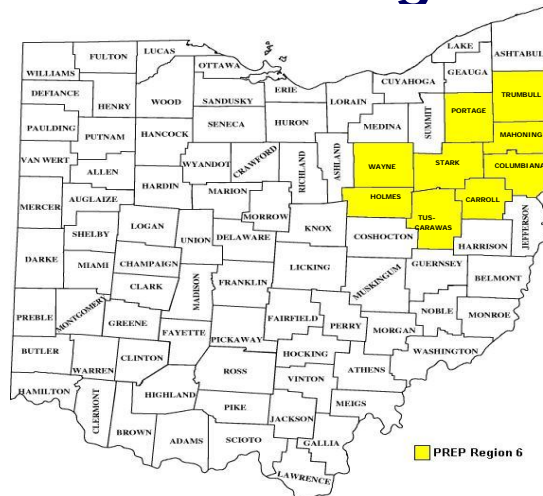 LAKE
ASHTABUL
FULTON
LUCAS
OTTAWA
GEAUGA
WILLIAMS
CUYAHOGA
DEFIANCE
WOOD
SANDUSKY
ERIE
LORAIN
TRUMBULL
HENRY
SENECA
HURON
MEDINA
SUMMIT
PORTAGE
PAULDING
PUTNAM
HANCOCK
MAHONING
VAN WERT
WYANDOT
CRAWFORD
RICHLAND
ASHLAND
WAYNE
STARK
COLUMBIANA
ALLEN
HARDIN
MARION
HOLMES
CARROLL
MERCER
AUGLAIZE
MORROW
TUS-
CARAWAS
JEFFERSON
LOGAN
KNOX
COSHOCTON
SHELBY
UNION
DELAWARE
HARRISON
DARKE
MIAMI
CHAMPAIGN
LICKING
GUERNSEY
BELMONT
CLARK
MADISON
FRANKLIN
MUSKINGUM
PREBLE
MONTGOMERY
GREENE
FAIRFIELD
PERRY
NOBLE
MONROE
FAYETTE
PICKAWAY
MORGAN
BUTLER
WARREN
CLINTON
HOCKING
WASHINGTON
ROSS
ATHENS
HAMILTON
CLERMONT
HIGHLAND
VINTON
PIKE
MEIGS
BROWN
ADAMS
SCIOTO
JACKSON
GALLIA
LAWRENCE
PREP Region 6